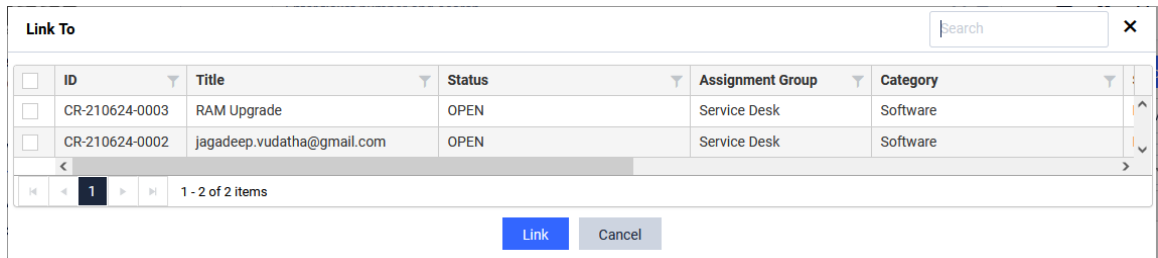 Link To
Search
ID Title Status Assignment Group Category
CR-210624-0003 RAM Upgrade OPEN Service Desk Software
CR-210624-0002 jagadeep.vudatha@gmail.com OPEN Service Desk Software
1 1 - 2 of 2 items
Link Cancel